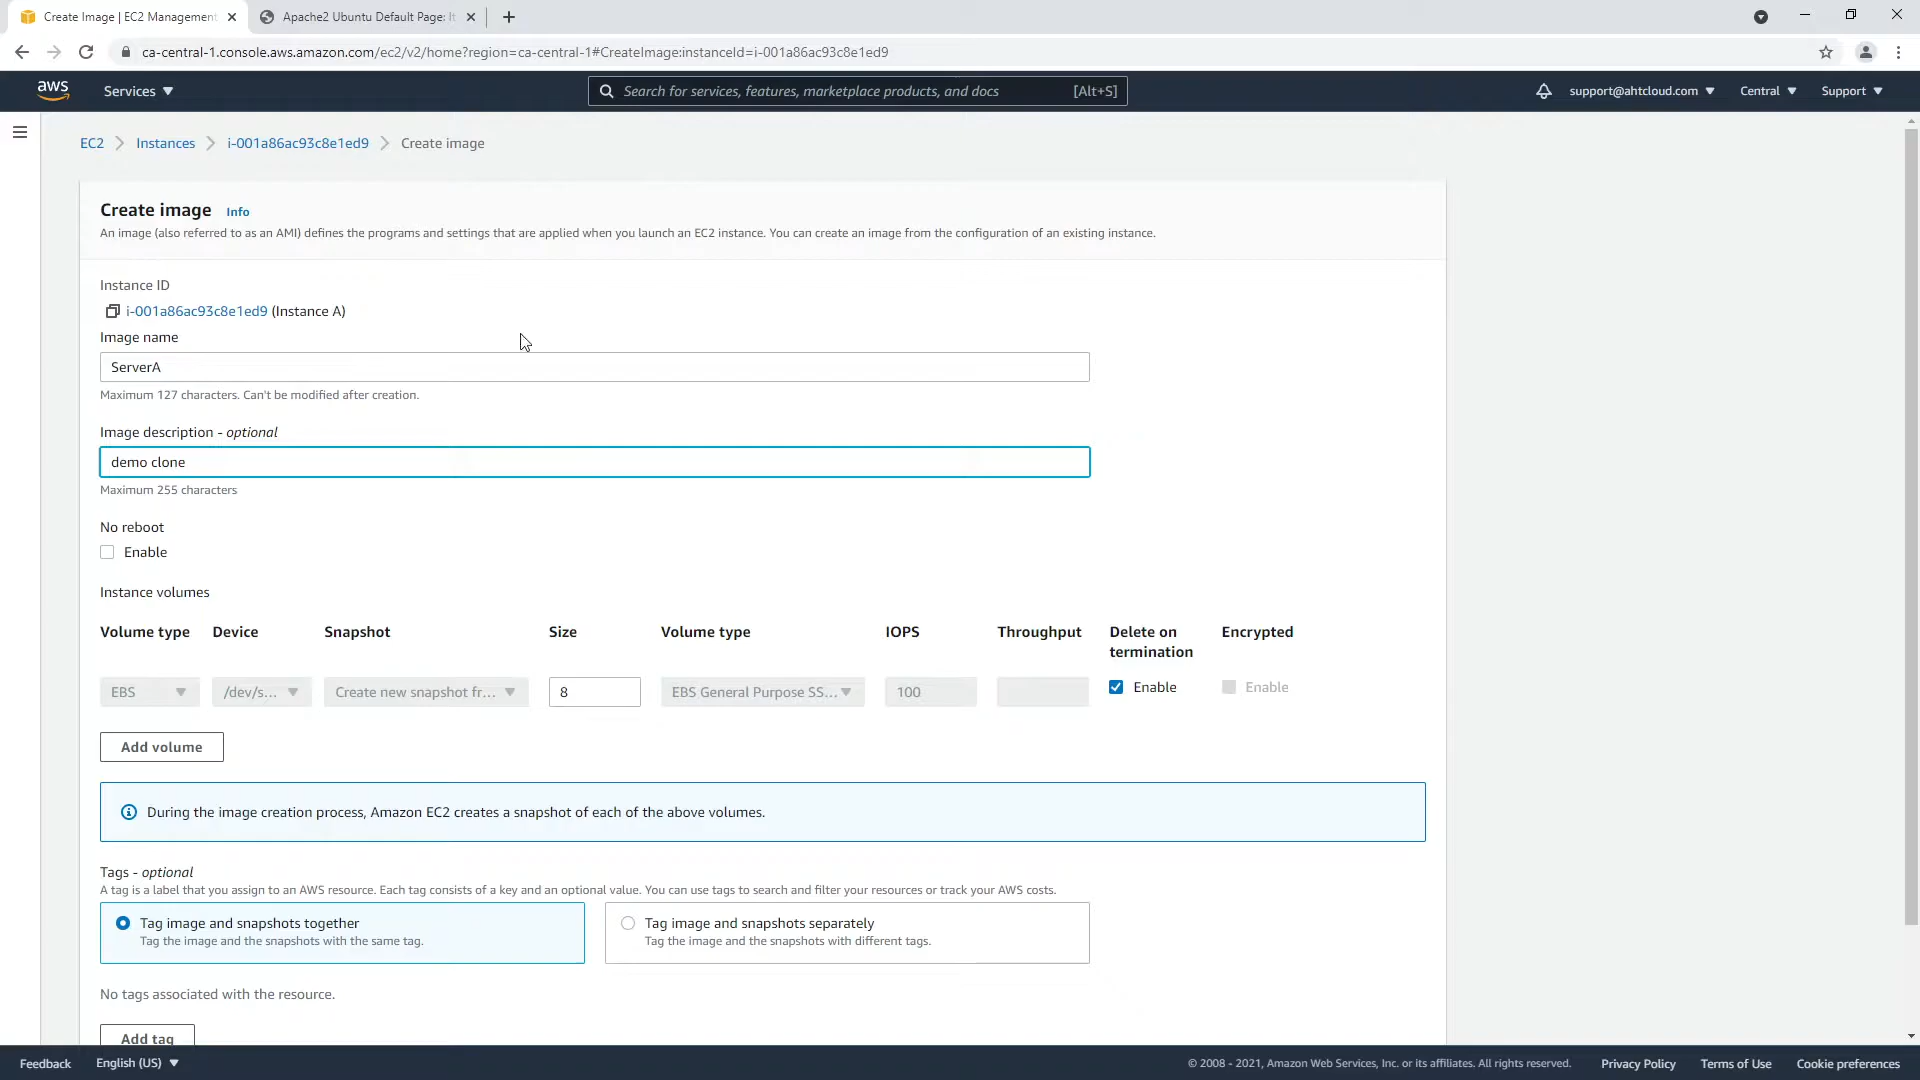 Create Image | EC2 Management
Apache2 Ubuntu Default Page: It
ca-central-1.console.aws.amazon.com/ec2/v2/home?region=ca-central-1#CreateImage:instanceId=i-001a86ac93c8e1ed9
aws
Services
Search for services, features, marketplace products, and docs
[Alt+S]
support@ahtcloud.com
Central
Support
EC2
Instances
i-001a86ac93c8e1ed9
Create image
Create image Info
An image (also referred to as an AMI) defines the programs and settings that are applied when you launch an EC2 instance. You can create an image from the configuration of an existing instance.
Instance ID
i-001a86ac93c8e1ed9 (Instance A)
Image name
ServerA
Maximum 127 characters. Can't be modified after creation.
Image description - optional
demo clone
Maximum 255 characters
No reboot
Enable
Instance volumes
Volume type Device Snapshot Size Volume type IOPS Throughput Delete on termination Encrypted
EBS /dev/s... Create new snapshot fr... 8 EBS General Purpose SS... 100 Enable Enable
Add volume
During the image creation process, Amazon EC2 creates a snapshot of each of the above volumes.
Tags - optional
A tag is a label that you assign to an AWS resource. Each tag consists of a key and an optional value. You can use tags to search and filter your resources or track your AWS costs.
Tag image and snapshots together
Tag the image and the snapshots with the same tag.
Tag image and snapshots separately
Tag the image and the snapshots with different tags.
No tags associated with the resource.
Add tag
Feedback
English (US)
© 2008 - 2021, Amazon Web Services, Inc. or its affiliates. All rights reserved.
Privacy Policy
Terms of Use
Cookie preferences